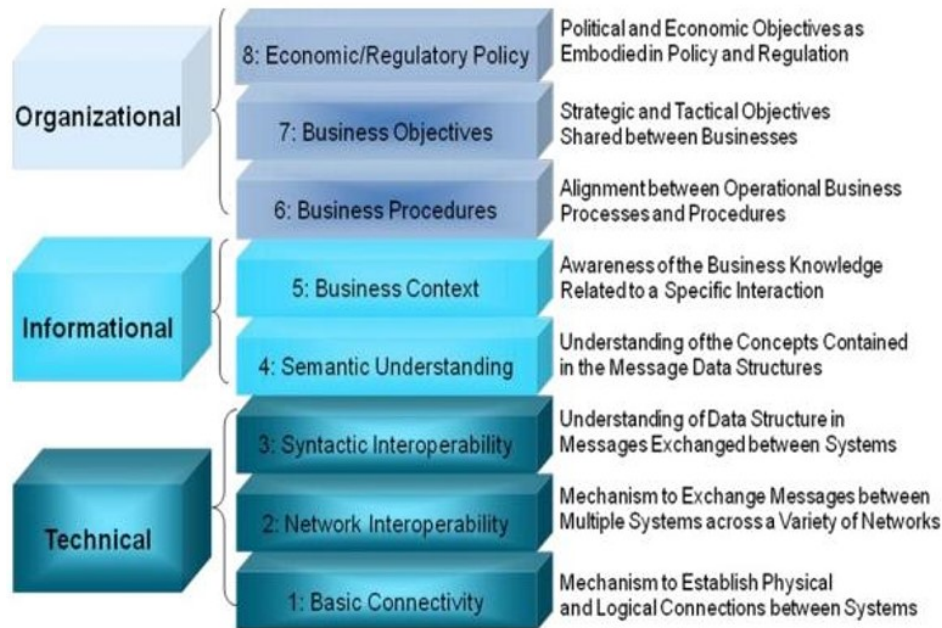 Organizational
8: Economic/Regulatory Policy
Political and Economic Objectives as
Embodied in Policy and Regulation
7: Business Objectives
Strategic and Tactical Objectives
Shared between Businesses
6: Business Procedures
Alignment between Operational Business
Processes and Procedures
Informational
5: Business Context
Awareness of the Business Knowledge
Related to a Specific Interaction
4: Semantic Understanding
Understanding of the Concepts Contained
in the Message Data Structures
Technical
3: Syntactic Interoperability
Understanding of Data Structure in
Messages Exchanged between Systems
2: Network Interoperability
Mechanism to Exchange Messages between
Multiple Systems across a Variety of Networks
1: Basic Connectivity
Mechanism to Establish Physical
and Logical Connections between Systems